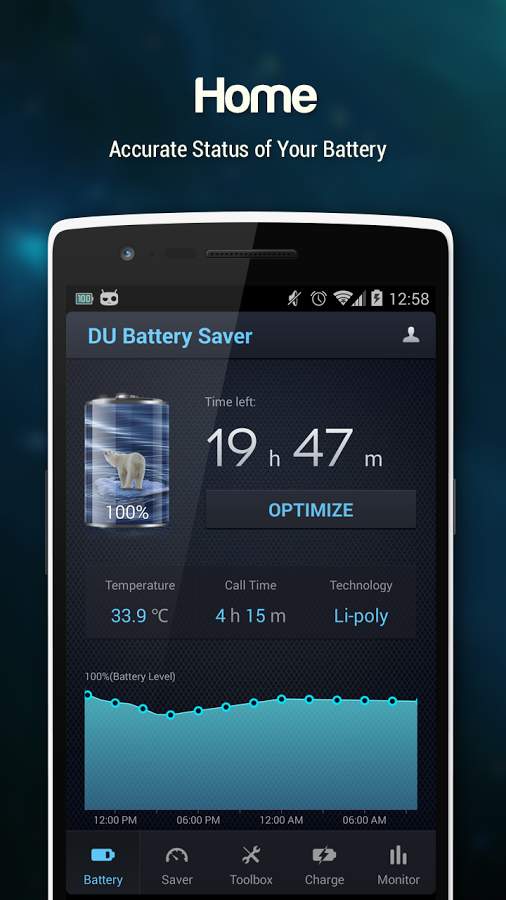 Home
Accurate Status of Your Battery
100 12:58
DU Battery Saver
Time left:
19 h 47 m
100%
OPTIMIZE
Temperature Call Time Technology
33.9 ℃ 4 h 15 m Li-poly
100%(Battery Level)
12:00 PM 06:00 PM 12:00 AM 06:00 AM
Battery Saver Toolbox Charge Monitor